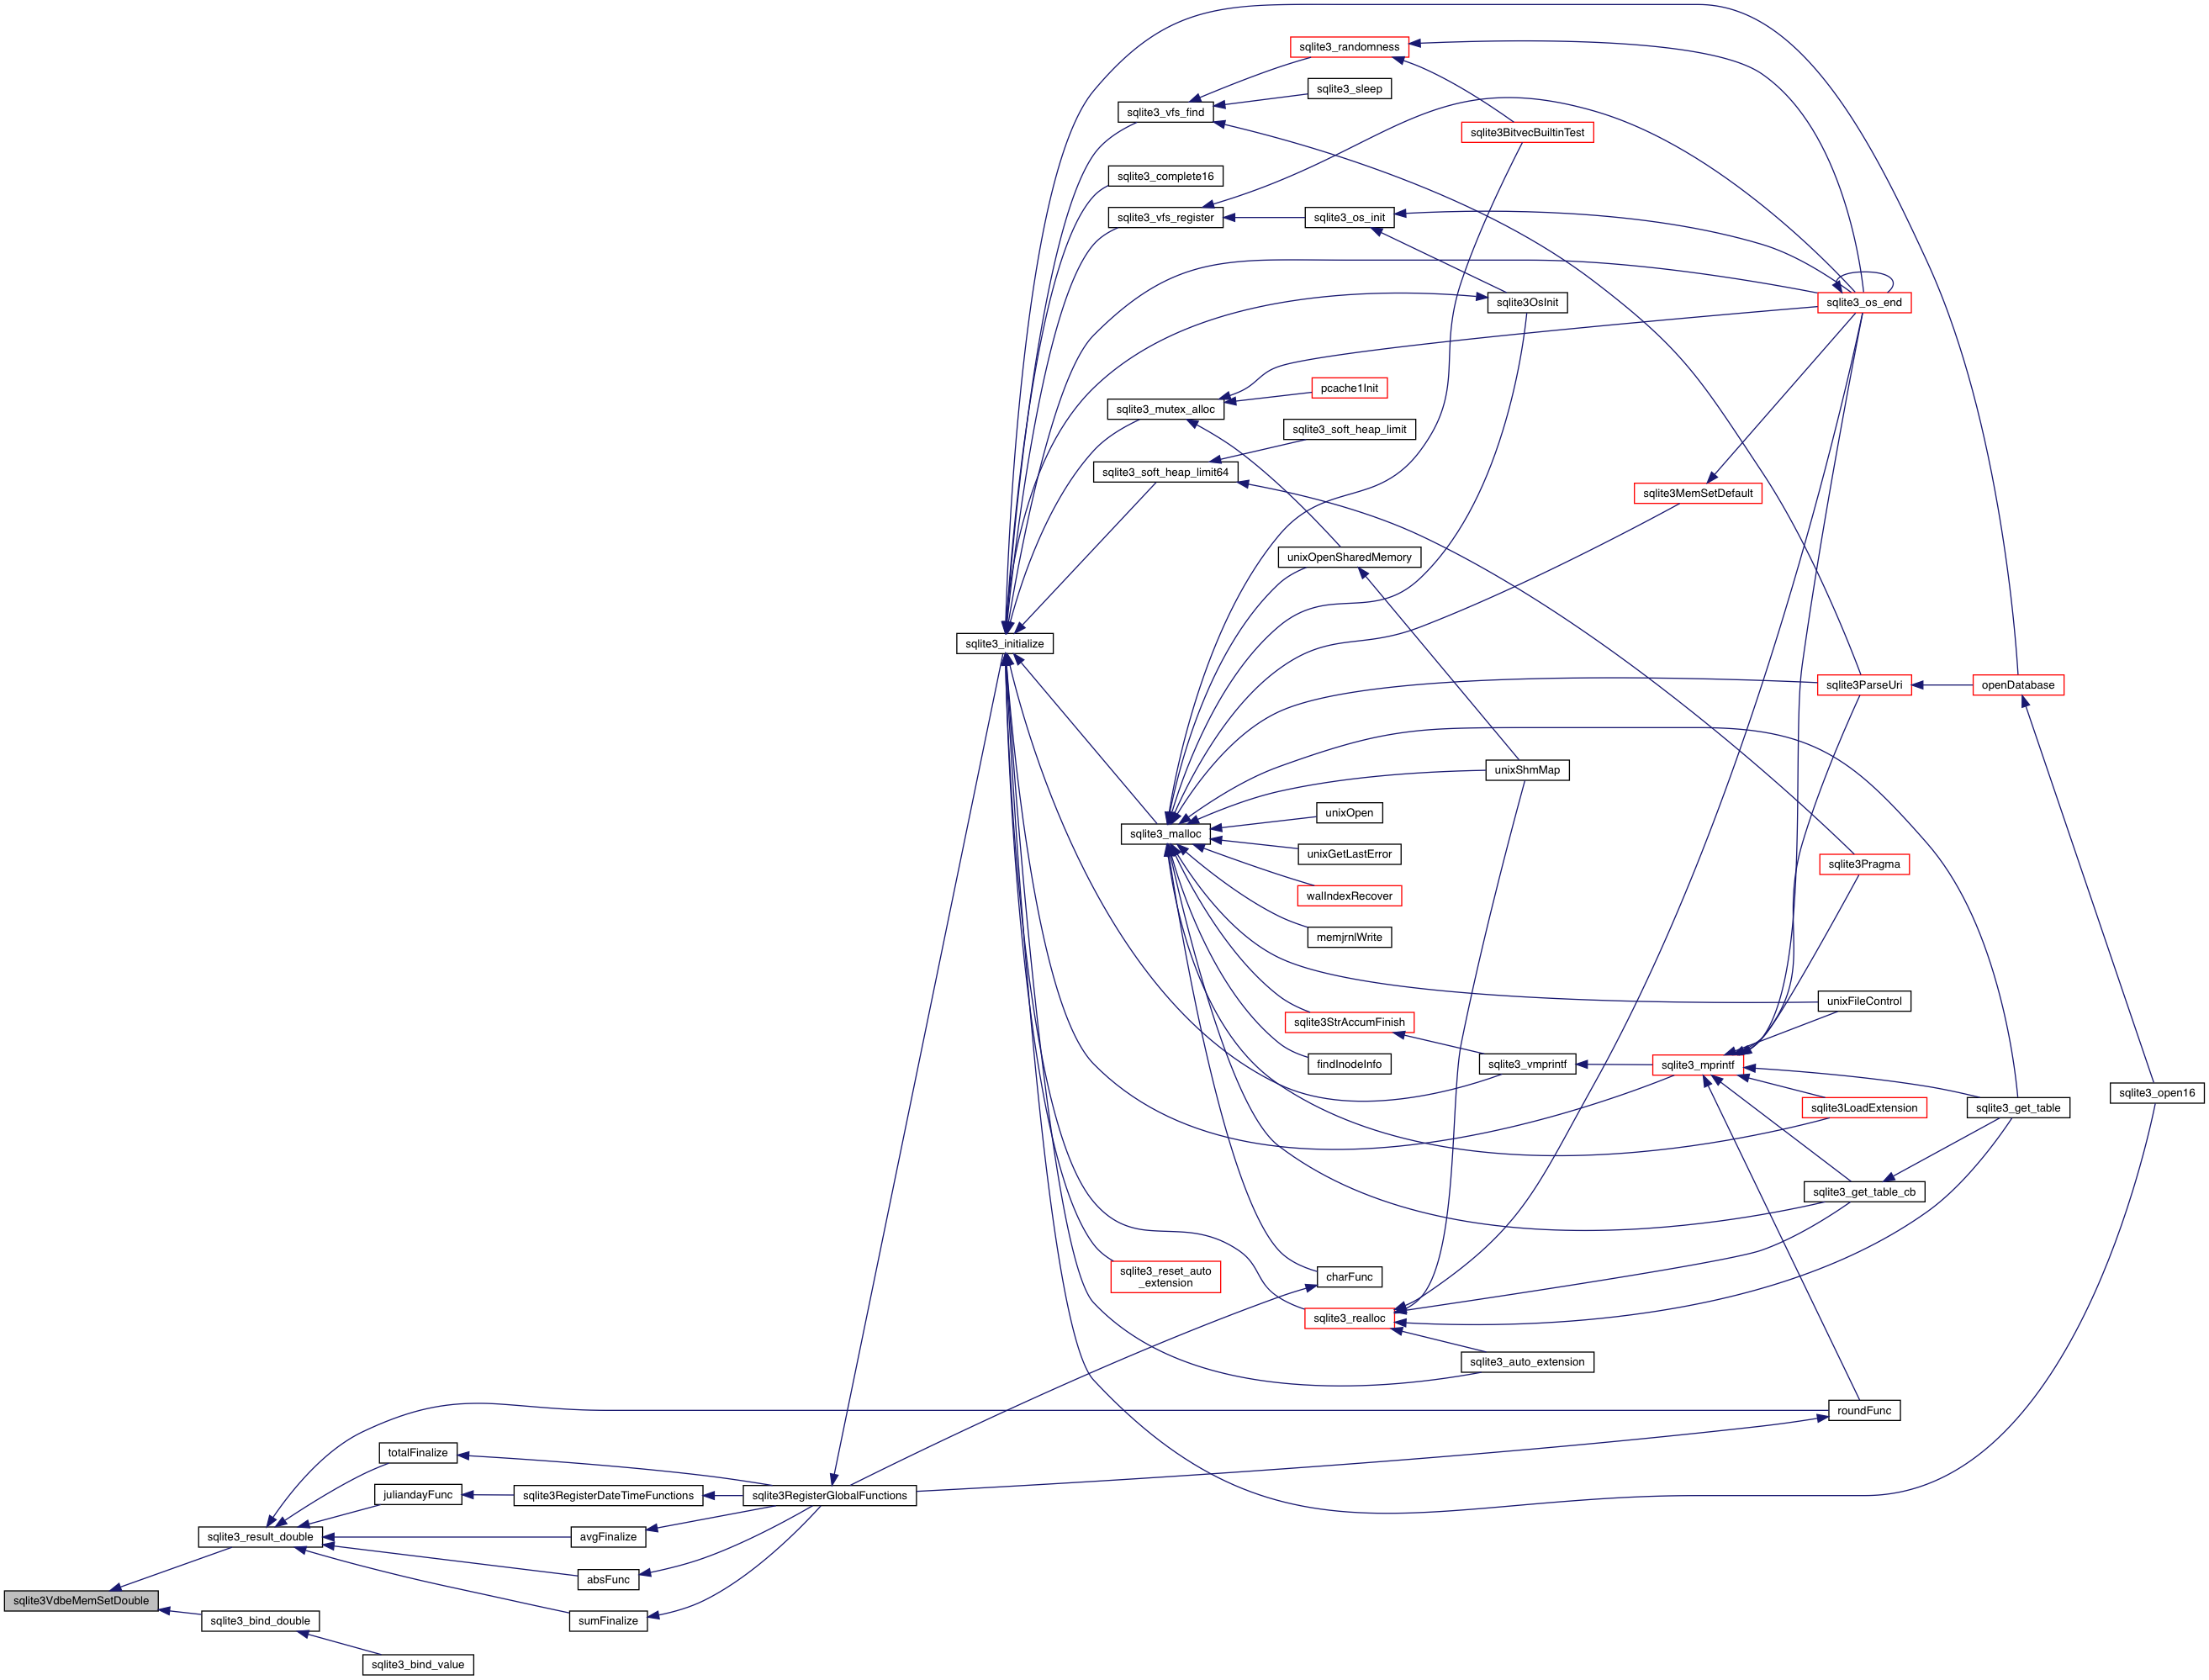 sqlite3_randomness
sqlite3_sleep
sqlite3_vfs_find
sqlite3BitvecBuiltinTest
sqlite3_complete16
sqlite3_vfs_register
sqlite3_os_init
sqlite3OsInit
sqlite3_os_end
pcache1Init
sqlite3_mutex_alloc
sqlite3_soft_heap_limit
sqlite3_soft_heap_limit64
sqlite3MemSetDefault
unixOpenSharedMemory
sqlite3_initialize
sqlite3ParseUri
openDatabase
unixShmMap
unixOpen
sqlite3_malloc
unixGetLastError
sqlite3Pragma
walIndexRecover
memjrnlWrite
unixFileControl
sqlite3StrAccumFinish
findInodeInfo
sqlite3_vmprintf
sqlite3_mprintf
sqlite3_open16
sqlite3LoadExtension
sqlite3_get_table
sqlite3_get_table_cb
sqlite3_reset_auto
_extension
charFunc
sqlite3_realloc
sqlite3_auto_extension
roundFunc
totalFinalize
juliandayFunc
sqlite3RegisterDateTimeFunctions
sqlite3RegisterGlobalFunctions
sqlite3_result_double
avgFinalize
absFunc
sqlite3VdbeMemSetDouble
sqlite3_bind_double
sumFinalize
sqlite3_bind_value